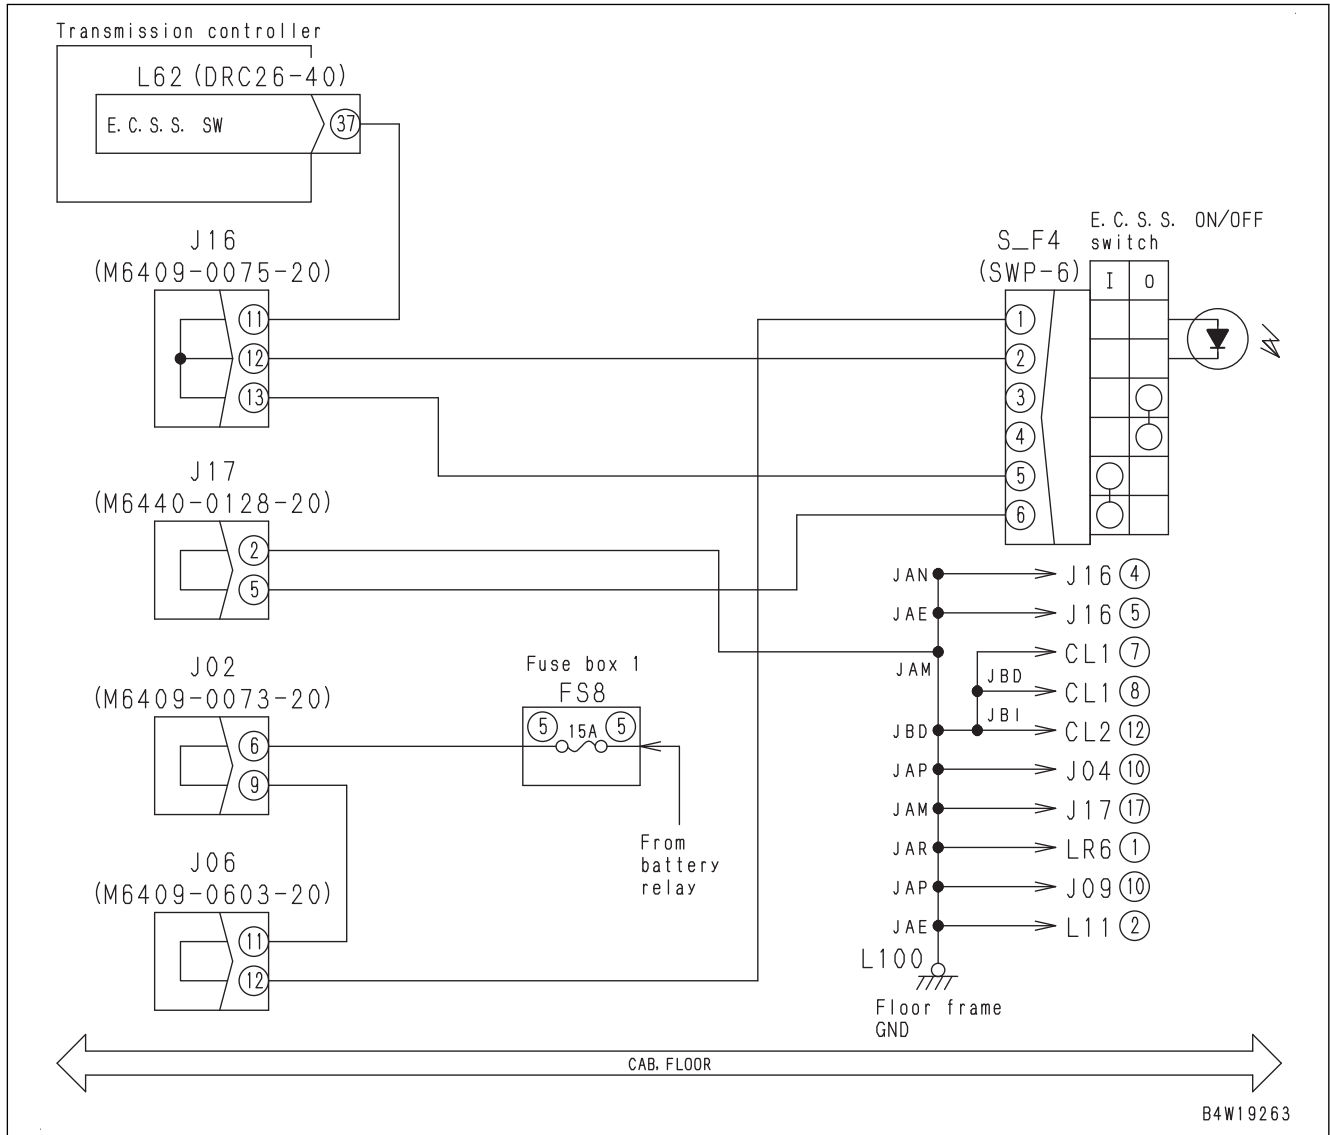 Transmission controller
L62 (DRC26-40)
E.C.S.S. SW
37
J16
(M6409-0075-20)
11
12
13
E.C.S.S. ON/OFF
switch
S_F4
(SWP-6)
I
O
1
2
3
4
5
6
J17
(M6440-0128-20)
2
5
J02
(M6409-0073-20)
6
9
Fuse box 1
FS8
5
15A
5
From
battery
relay
J06
(M6409-0603-20)
11
12
JAN
J16 4
JAE
J16 5
JAM
CL1 7
JBD
CL1 8
JBI
JBD
CL2 12
JAP
J04 10
JAM
J17 17
JAR
LR6 1
JAP
J09 10
JAE
L11 2
L100
Floor frame
GND
CAB, FLOOR
B4W19263